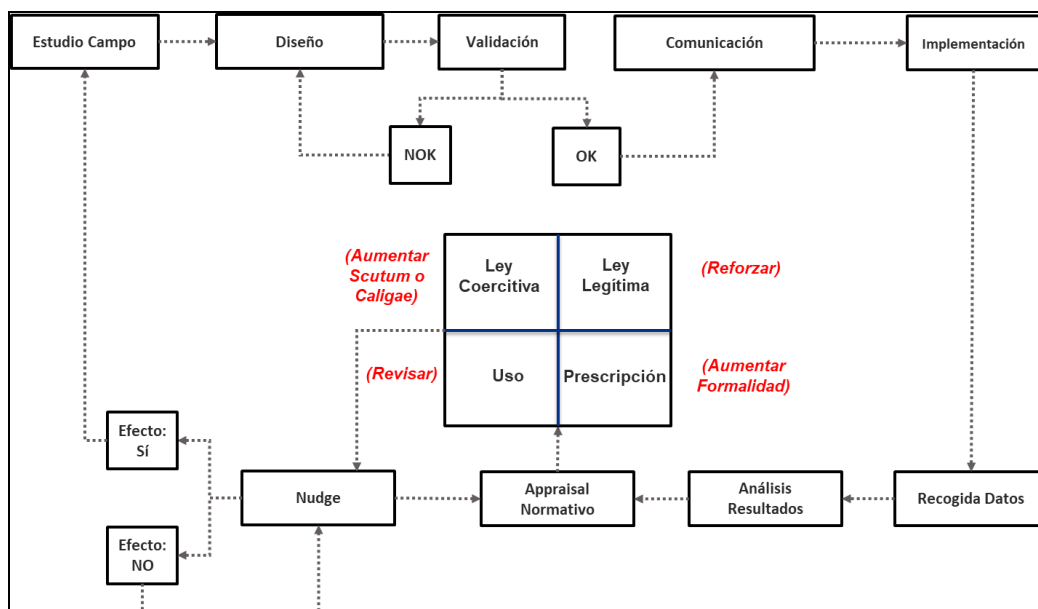 Estudio Campo
Diseño
Validación
Comunicación
Implementación
NOK
OK
(Aumentar
Scutum o
Caligae)
Ley
Coercitiva
Ley
Legítima
(Reforzar)
(Revisar)
Uso
Prescripción
(Aumentar
Formalidad)
Efecto:
Sí
Nudge
Appraisal
Normativo
Análisis
Resultados
Recogida Datos
Efecto:
NO